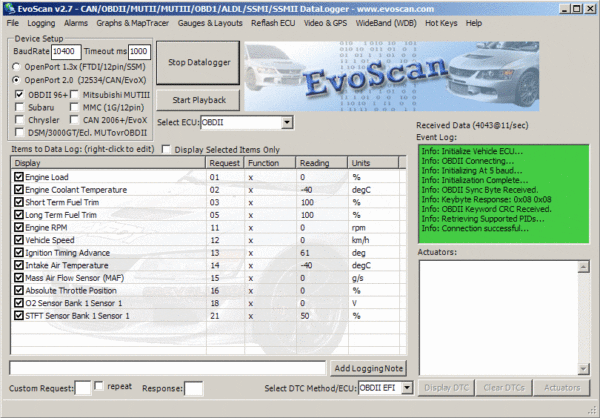 EvoScan v2.7 - CAN/OBDII/MUTII/MUTIII/OBD1/ALDL/SSMI/SSMII DataLogger - www.evoscan.com
File Logging Alarms Graphs & MapTracer Gauges & Layouts Reflash ECU Video & GPS WideBand (WDB) Hot Keys Help
Device Setup
BaudRate 10400 Timeout ms 1000
OpenPort 1.3x (FTDI/12pin/SSM)
OpenPort 2.0 (J2534/CAN/EvoX)
OBDII 96+ Mitsubishi MUTIII
Subaru MMC (1G/12pin)
Chrysler CAN 2006+/EvoX
DSM/3000GT/Ecl. MUTovrOBDII
Stop Datalogger
Start Playback
Select ECU: OBDII
EvoScan
Received Data (4043@11/sec)
Event Log:
Info: Initialize Vehicle ECU...
Info: OBDII Connecting...
Info: Initializing At 5 baud...
Info: Initialization Complete...
Info: OBDII Sync Byte Received.
Info: Keybyte Response: 0x08 0x08
Info: OBDII Keyword CRC Received.
Info: Retrieving Supported PIDs...
Info: Connection successful...
Items to Data Log: (right-click to edit) Display Selected Items Only
Display Request Function Reading Units
Engine Load 01 x 0 %
Engine Coolant Temperature 02 x -40 degC
Short Term Fuel Trim 03 x 100 %
Long Term Fuel Trim 05 x 100 %
Engine RPM 11 x 0 rpm
Vehicle Speed 12 x 0 km/h
Ignition Timing Advance 13 x 61 deg
Intake Air Temperature 14 x -40 degC
Mass Air Flow Sensor (MAF) 15 x 0 g/s
Absolute Throttle Position 16 x 0 %
O2 Sensor Bank 1 Sensor 1 18 x 0 V
STFT Sensor Bank 1 Sensor 1 21 x 50 %
Actuators:
Add LoggingNote
Custom Request: repeat Response: Select DTC Method/ECU: OBDII EFI Display DTC Clear DTCs Actuators